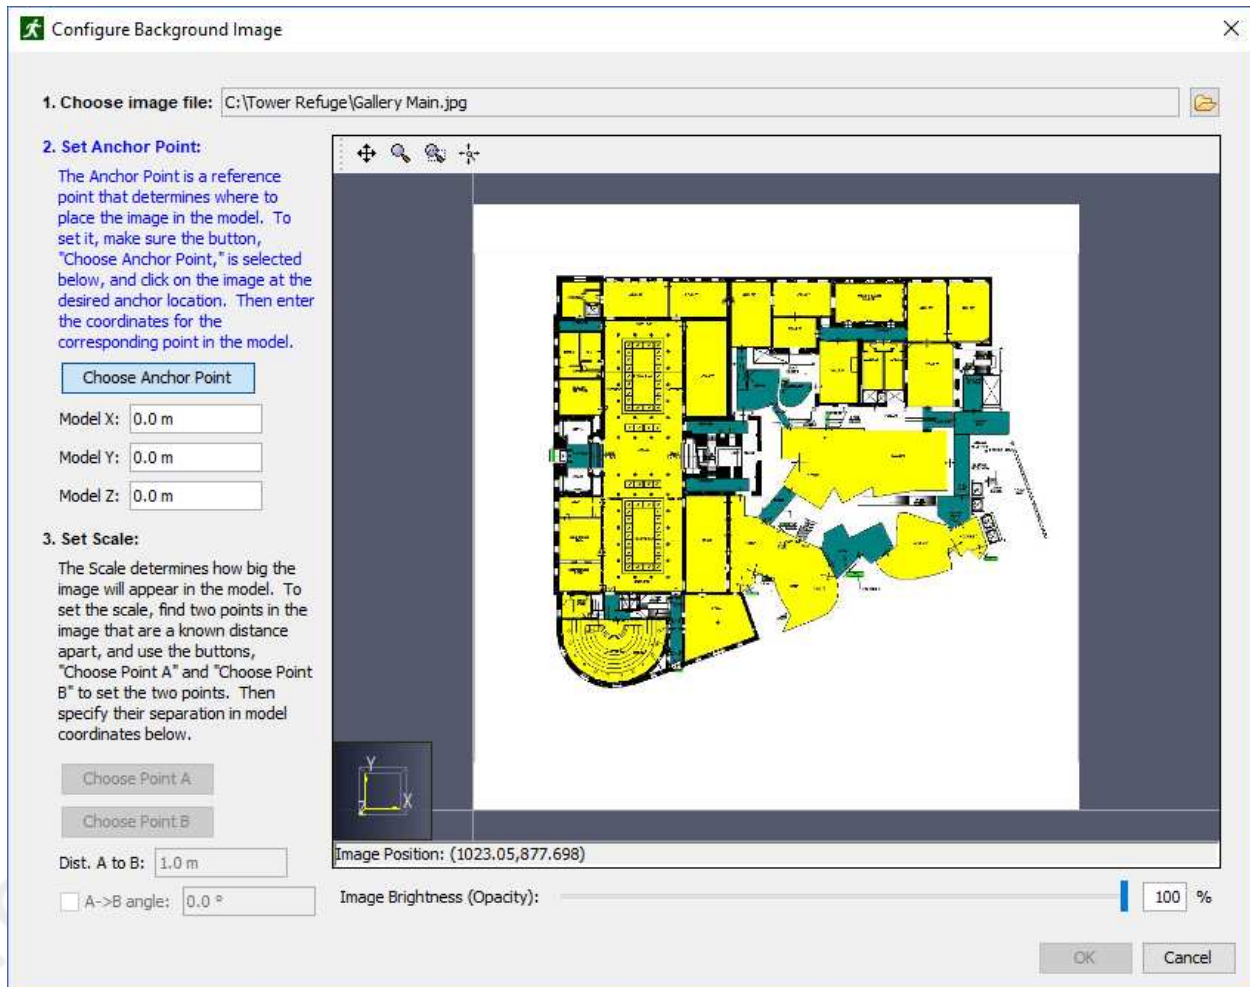 Configure Background Image
1. Choose image file: C:\Tower Refuge\Gallery Main.jpg
2. Set Anchor Point:
The Anchor Point is a reference
point that determines where to
place the image in the model. To
set it, make sure the button,
"Choose Anchor Point," is selected
below, and click on the image at the
desired anchor location. Then enter
the coordinates for the
corresponding point in the model.
Choose Anchor Point
Model X: 0.0 m
Model Y: 0.0 m
Model Z: 0.0 m
3. Set Scale:
The Scale determines how big the
image will appear in the model. To
set the scale, find two points in the
image that are a known distance
apart, and use the buttons,
"Choose Point A" and "Choose Point
B" to set the two points. Then
specify their separation in model
coordinates below.
Choose Point A
Choose Point B
Dist. A to B: 1.0 m
A->B angle: 0.0 °
Y
Z
X
Image Position: (1023.05,877.698)
Image Brightness (Opacity): 100 %
OK
Cancel